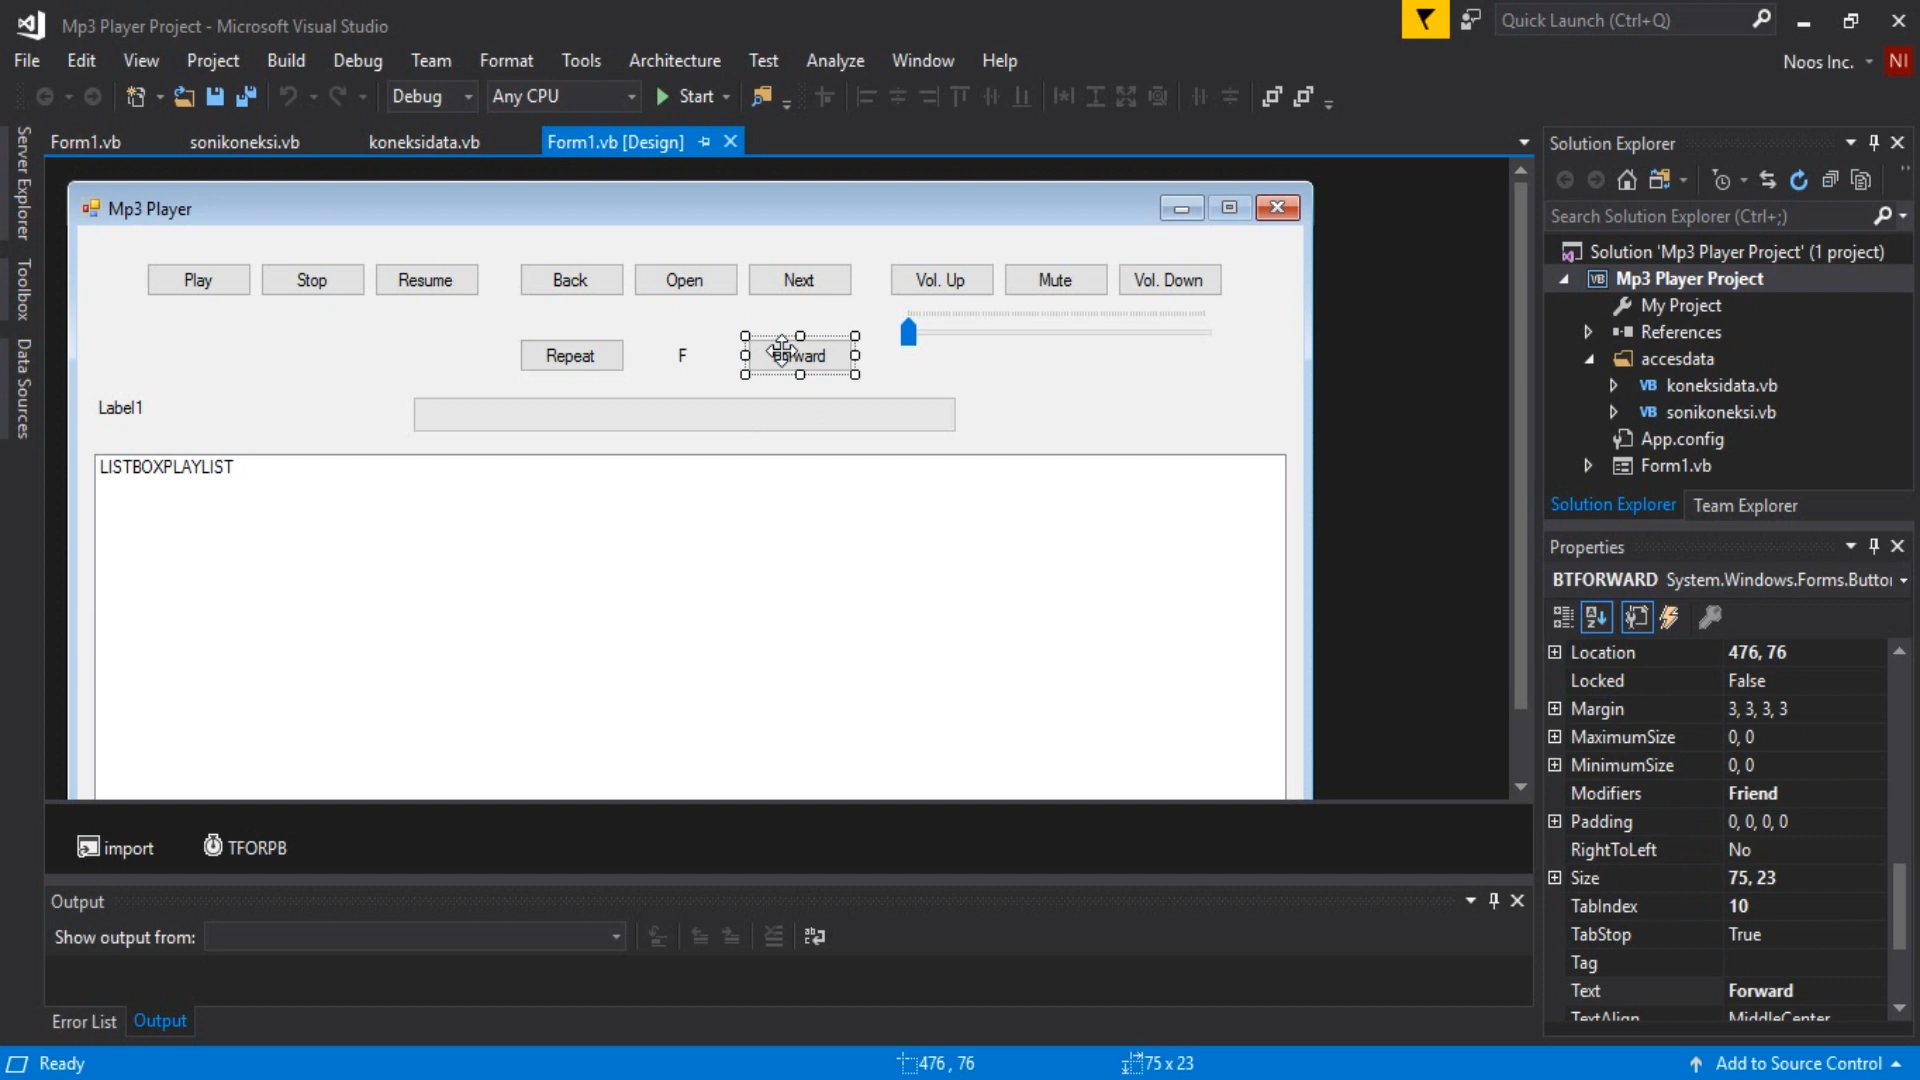 Mp3 Player Project - Microsoft Visual Studio
Quick Launch (Ctrl+Q)
File Edit View Project Build Debug Team Format Tools Architecture Test Analyze Window Help
Noos Inc. NI
Debug Any CPU Start
Server Explorer
Toolbox
Data Sources
Form1.vb sonikoneksi.vb koneksidata.vb Form1.vb [Design]
Mp3 Player
Play Stop Resume Back Open Next Vol. Up Mute Vol. Down
Repeat F
Label1
LISTBOXPLAYLIST
import TFORPB
Output
Show output from:
Error List Output
Solution Explorer
Search Solution Explorer (Ctrl+;)
Solution 'Mp3 Player Project' (1 project)
VB Mp3 Player Project
My Project
References
accesdata
VB koneksidata.vb
VB sonikoneksi.vb
App.config
Form1.vb
Solution Explorer Team Explorer
Properties
BTFORWARD System.Windows.Forms.Button
Location 476, 76
Locked False
Margin 3, 3, 3, 3
MaximumSize 0, 0
MinimumSize 0, 0
Modifiers Friend
Padding 0, 0, 0, 0
RightToLeft No
Size 75, 23
TabIndex 10
TabStop True
Tag
Text Forward
TextAlign MiddleCenter
Ready 476 , 76 75 x 23 Add to Source Control